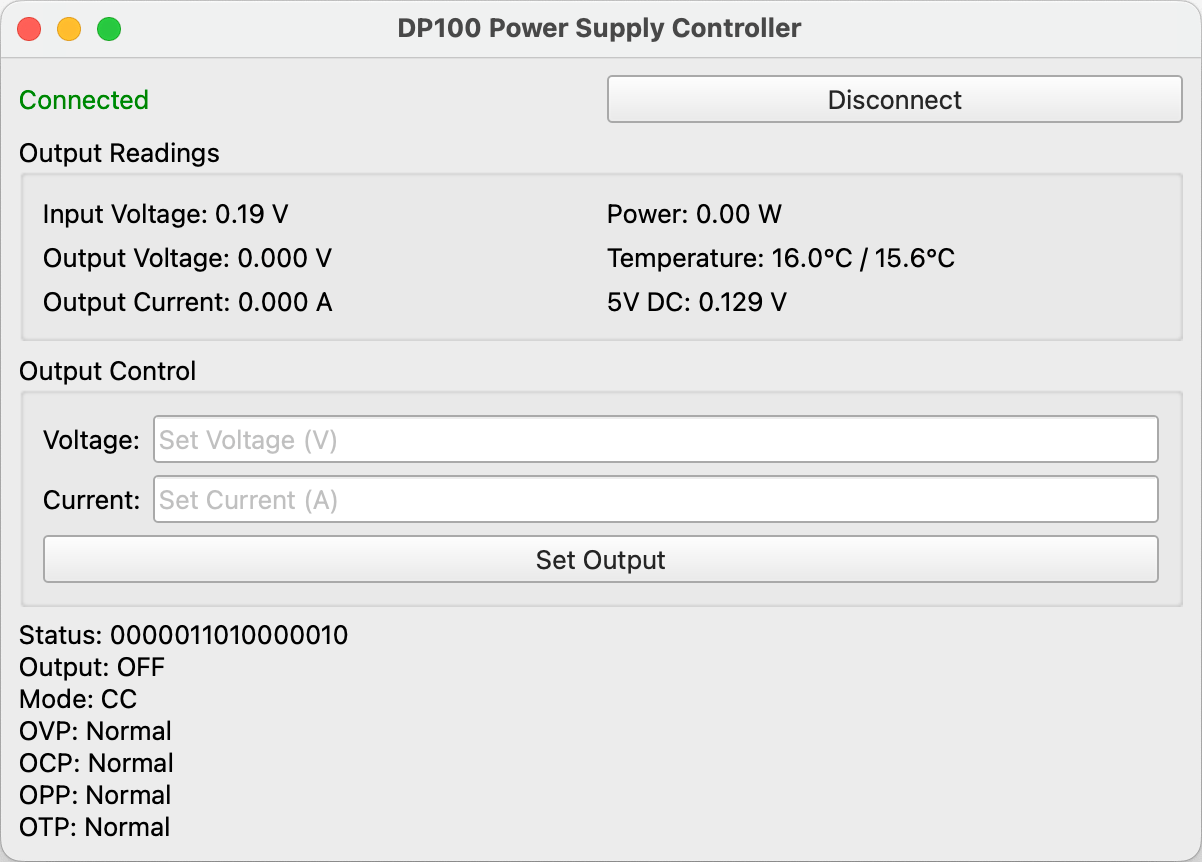 DP100 Power Supply Controller
Connected
Disconnect
Output Readings
Input Voltage: 0.19 V
Power: 0.00 W
Output Voltage: 0.000 V
Temperature: 16.0°C / 15.6°C
Output Current: 0.000 A
5V DC: 0.129 V
Output Control
Voltage: Set Voltage (V)
Current: Set Current (A)
Set Output
Status: 0000011010000010
Output: OFF
Mode: CC
OVP: Normal
OCP: Normal
OPP: Normal
OTP: Normal